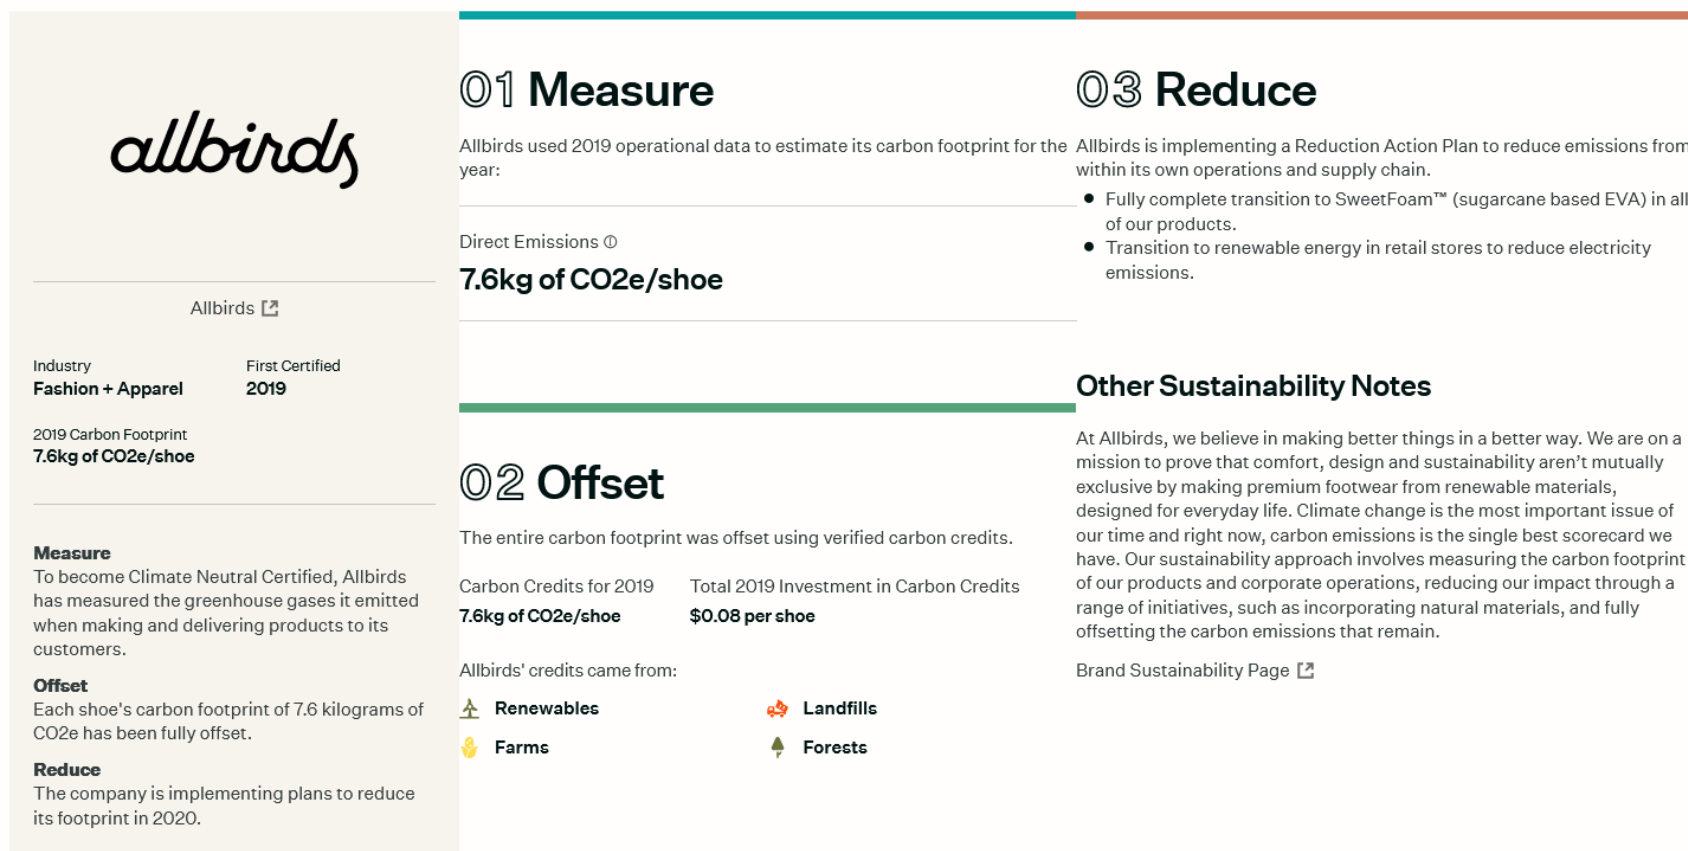 allbirds
Allbirds
Industry
Fashion + Apparel
First Certified
2019
2019 Carbon Footprint
7.6kg of CO2e/shoe
Measure
To become Climate Neutral Certified, Allbirds
has measured the greenhouse gases it emitted
when making and delivering products to its
customers.
Offset
Each shoe's carbon footprint of 7.6 kilograms of
CO2e has been fully offset.
Reduce
The company is implementing plans to reduce
its footprint in 2020.
01 Measure
Allbirds used 2019 operational data to estimate its carbon footprint for the
year:
Direct Emissions
7.6kg of CO2e/shoe
02 Offset
The entire carbon footprint was offset using verified carbon credits.
Carbon Credits for 2019
7.6kg of CO2e/shoe
Total 2019 Investment in Carbon Credits
$0.08 per shoe
Allbirds' credits came from:
Renewables
Landfills
Farms
Forests
03 Reduce
Allbirds is implementing a Reduction Action Plan to reduce emissions from
within its own operations and supply chain.
● Fully complete transition to SweetFoam™ (sugarcane based EVA) in all
of our products.
● Transition to renewable energy in retail stores to reduce electricity
emissions.
Other Sustainability Notes
At Allbirds, we believe in making better things in a better way. We are on a
mission to prove that comfort, design and sustainability aren’t mutually
exclusive by making premium footwear from renewable materials,
designed for everyday life. Climate change is the most important issue of
our time and right now, carbon emissions is the single best scorecard we
have. Our sustainability approach involves measuring the carbon footprint
of our products and corporate operations, reducing our impact through a
range of initiatives, such as incorporating natural materials, and fully
offsetting the carbon emissions that remain.
Brand Sustainability Page